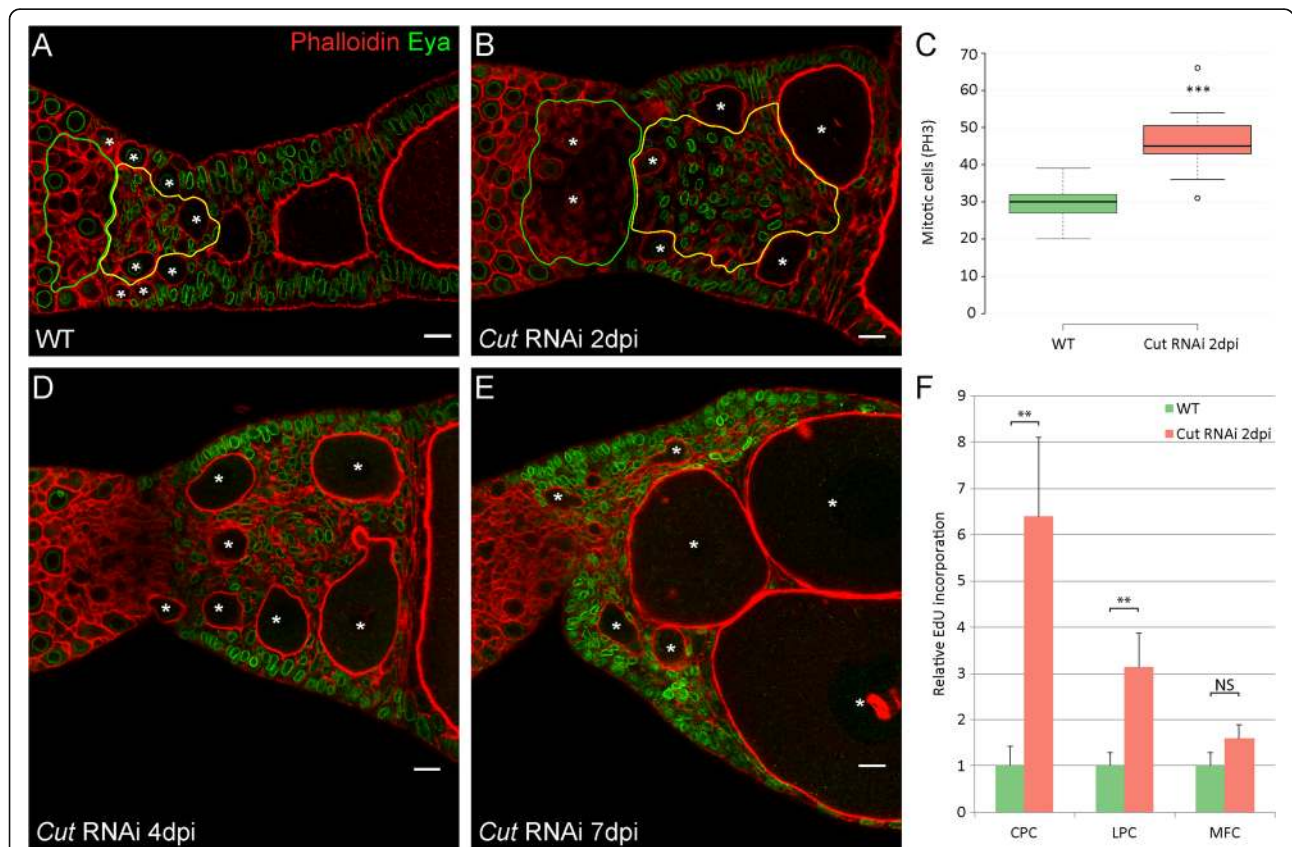 A
Phalloidin Eya
WT
B
Cut RNAi 2dpi
C
Mitotic cells (PH3)
70
60
50
40
30
20
10
0
***
WT
Cut RNAi 2dpi
D
Cut RNAi 4dpi
E
Cut RNAi 7dpi
F
Relative EdU incorporation
9
8
7
6
5
4
3
2
1
0
WT
Cut RNAi 2dpi
**
**
NS
CPC
LPC
MFC